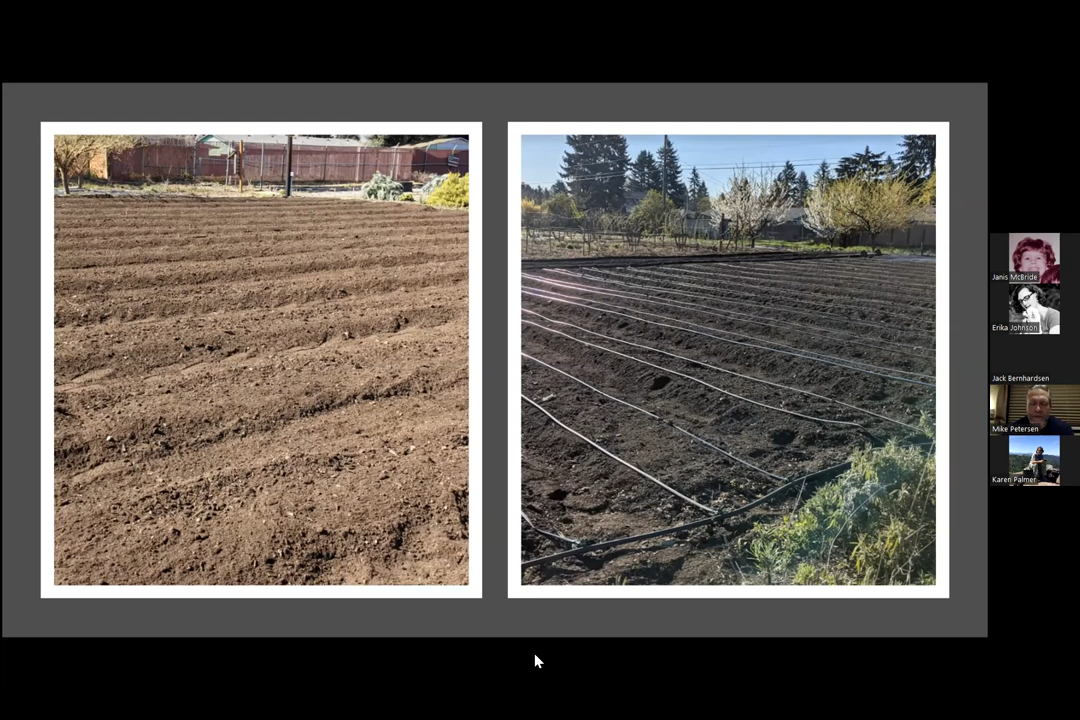 Janis McBride
Erika Johnson
Jack Bernhardsen
Mike Petersen
Karen Palmer